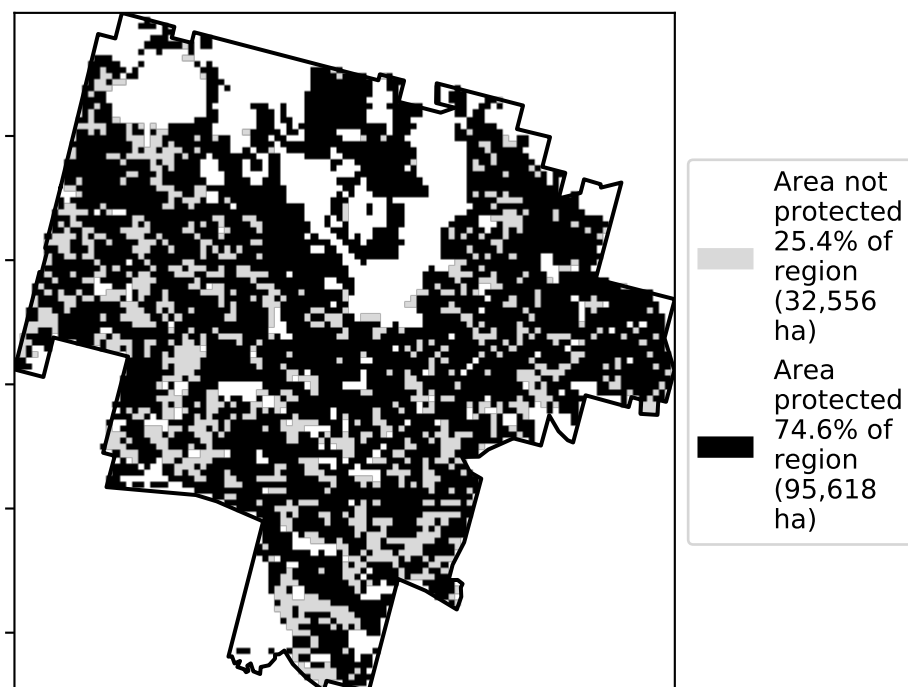 Area not
protected
25.4% of
region
(32,556
ha)
Area
protected
74.6% of
region
(95,618
ha)